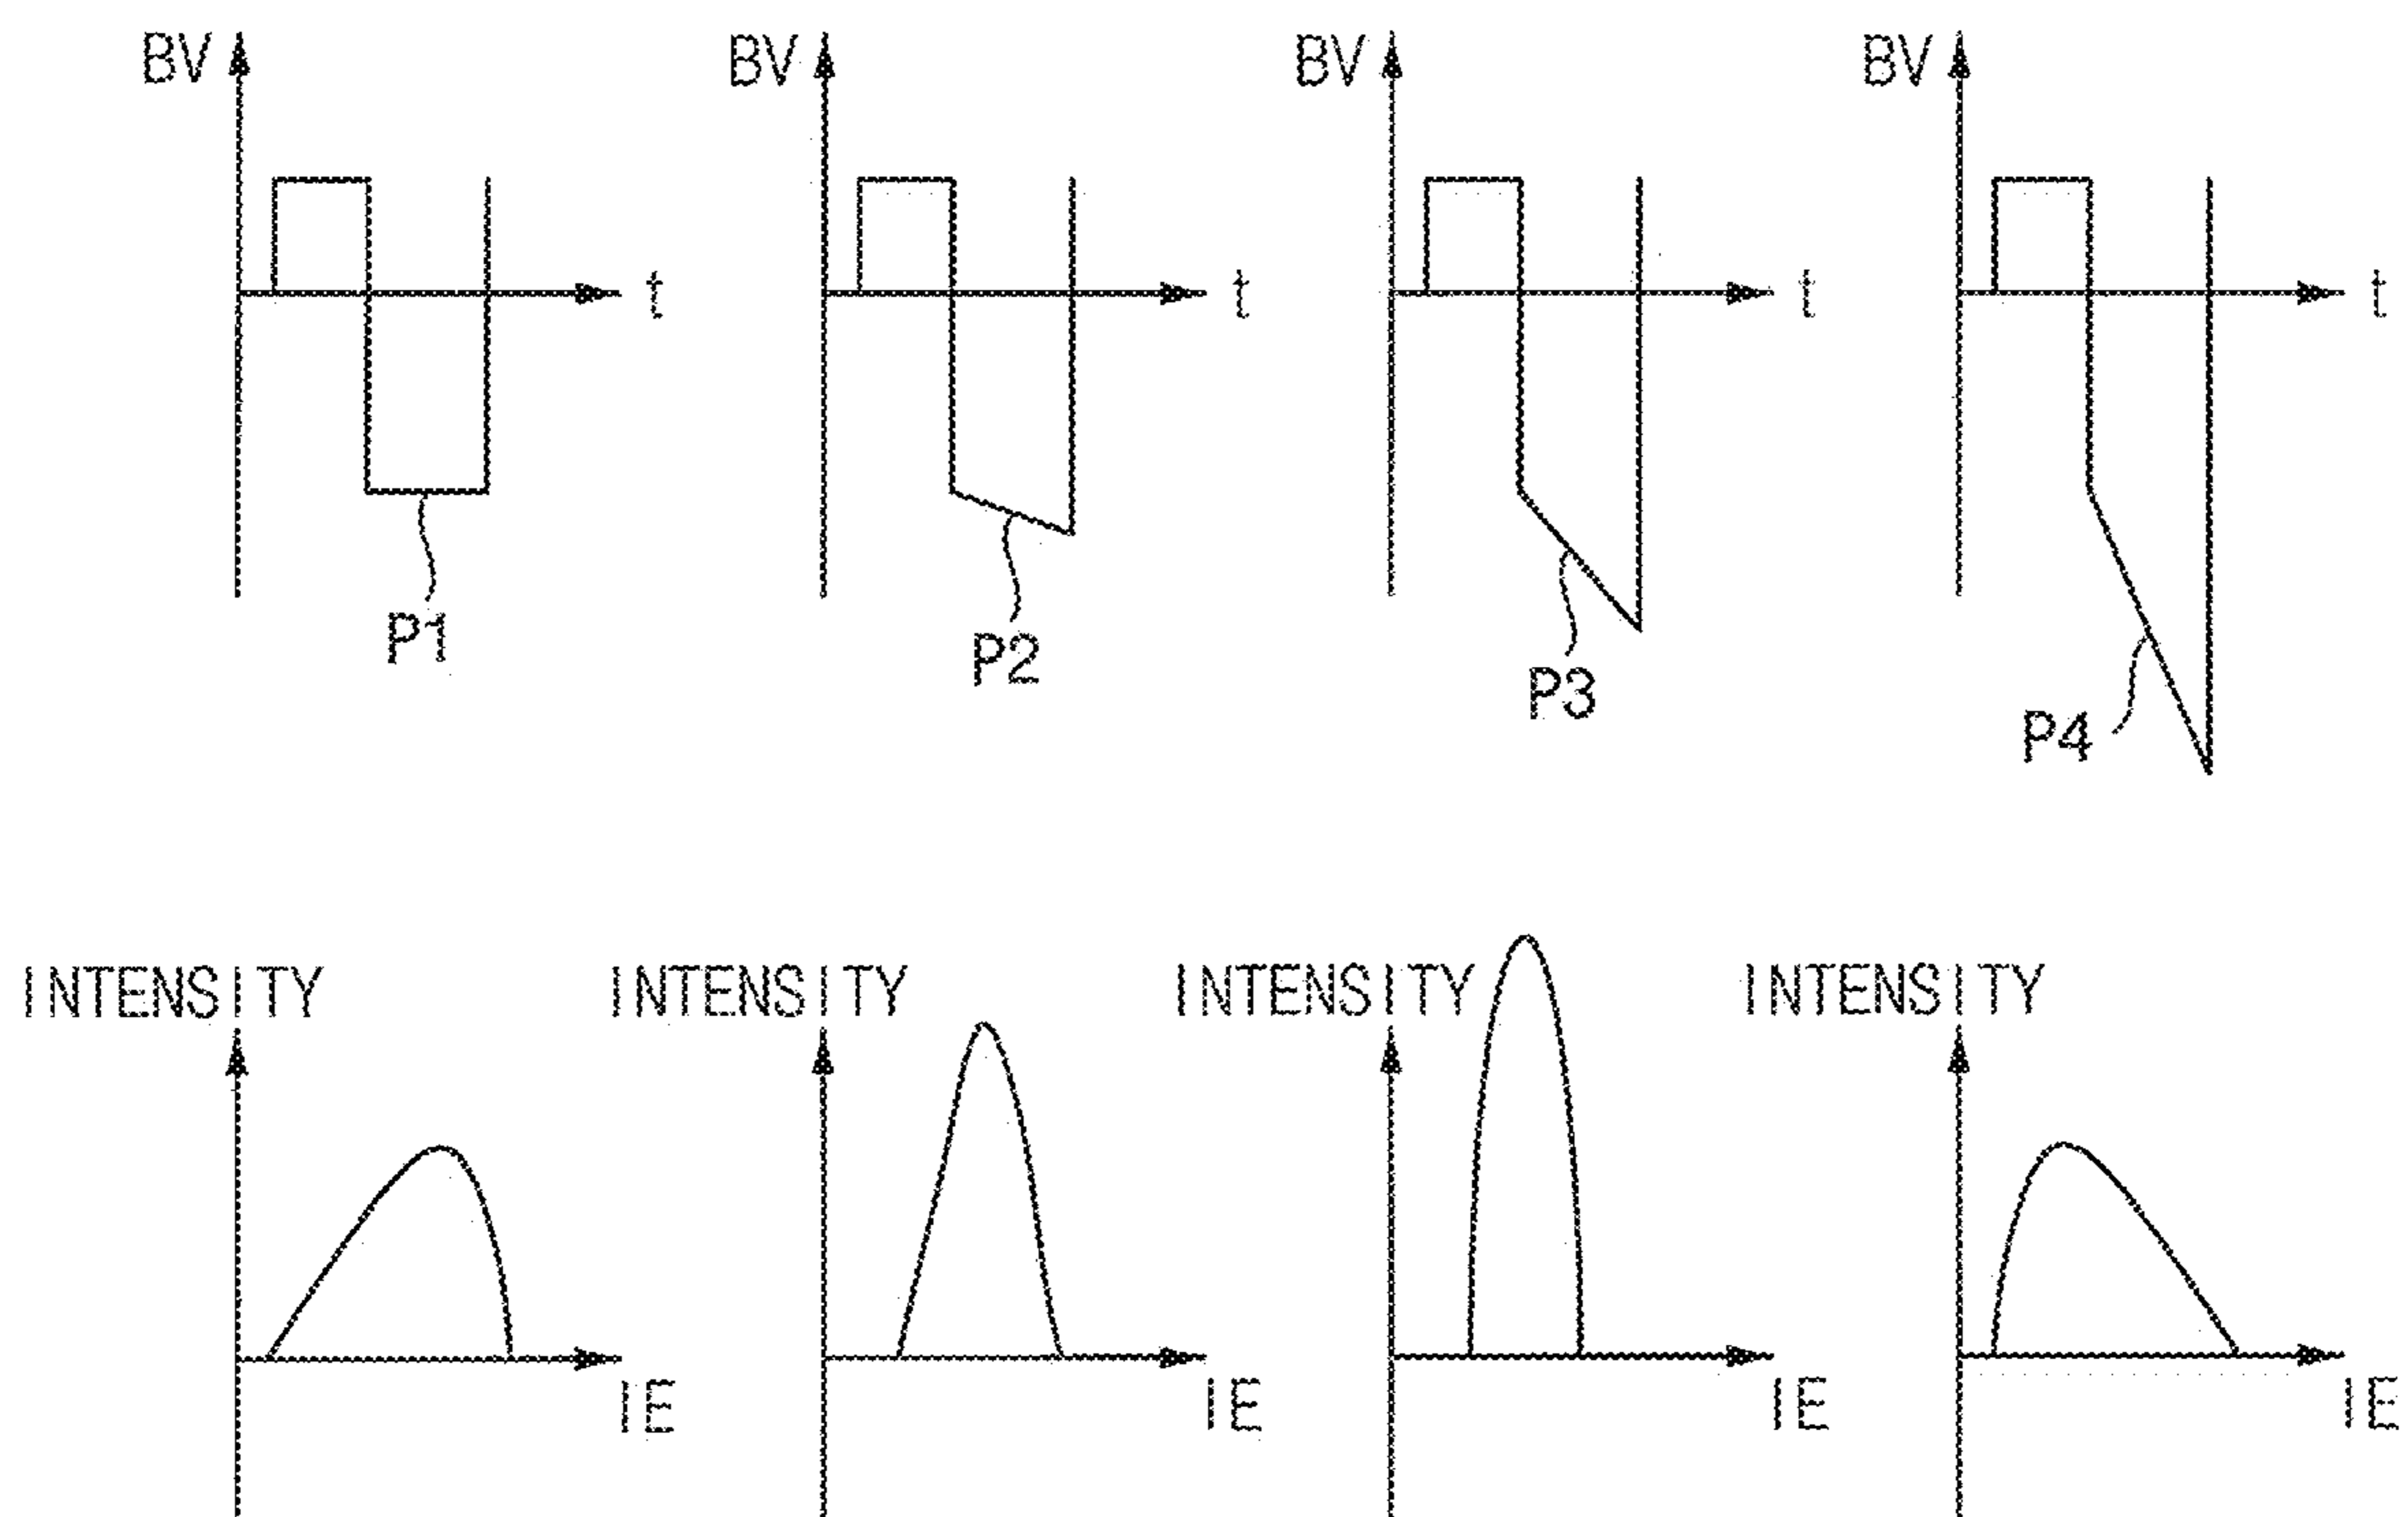 BV BV BV BV
t t t t
P1 P2 P3 P4
INTENSITY INTENSITY INTENSITY INTENSITY
IE IE IE IE